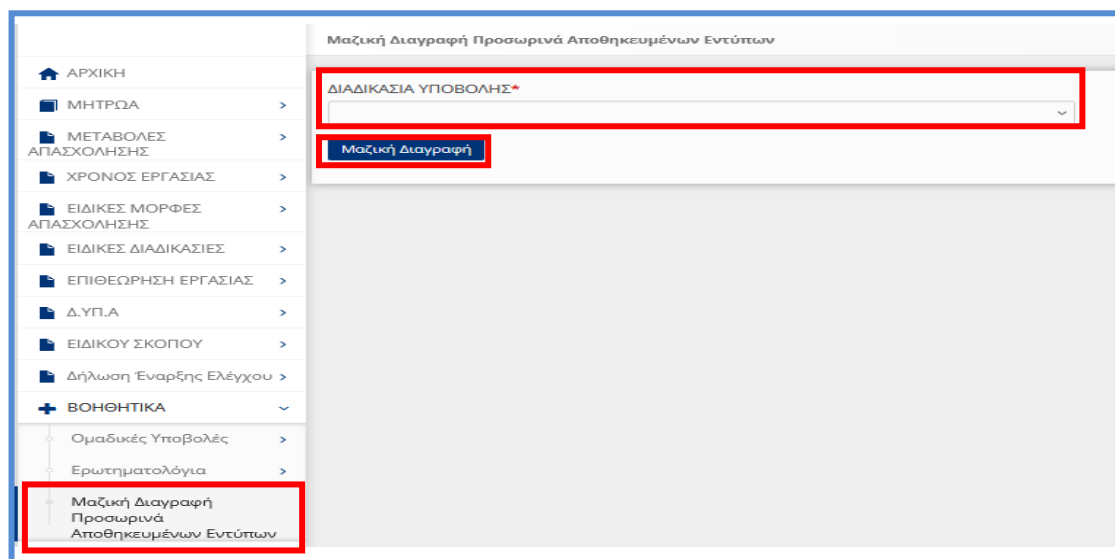 Μαζική Διαγραφή Προσωρινά Αποθηκευμένων Εντύπων
ΑΡΧΙΚΗ
ΜΗΤΡΩΑ
ΜΕΤΑΒΟΛΕΣ
ΑΠΑΣΧΟΛΗΣΗΣ
ΧΡΟΝΟΣ ΕΡΓΑΣΙΑΣ
ΕΙΔΙΚΕΣ ΜΟΡΦΕΣ
ΑΠΑΣΧΟΛΗΣΗΣ
ΕΙΔΙΚΕΣ ΔΙΑΔΙΚΑΣΙΕΣ
ΕΠΙΘΕΩΡΗΣΗ ΕΡΓΑΣΙΑΣ
Δ.ΥΠ.Α
ΕΙΔΙΚΟΥ ΣΚΟΠΟΥ
Δήλωση Έναρξης Ελέγχου
ΒΟΗΘΗΤΙΚΑ
Ομαδικές Υποβολές
Ερωτηματολόγια
Μαζική Διαγραφή
Προσωρινά
Αποθηκευμένων Εντύπων
ΔΙΑΔΙΚΑΣΙΑ ΥΠΟΒΟΛΗΣ*
Μαζική Διαγραφή